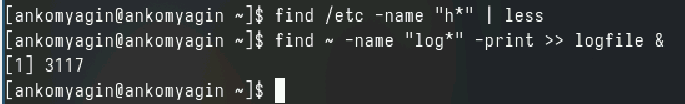 [ankomyagin@ankomyagin ~]$ find /etc -name "h*" | less
[ankomyagin@ankomyagin ~]$ find ~ -name "log*" -print >> logfile &
[1] 3117
[ankomyagin@ankomyagin ~]$